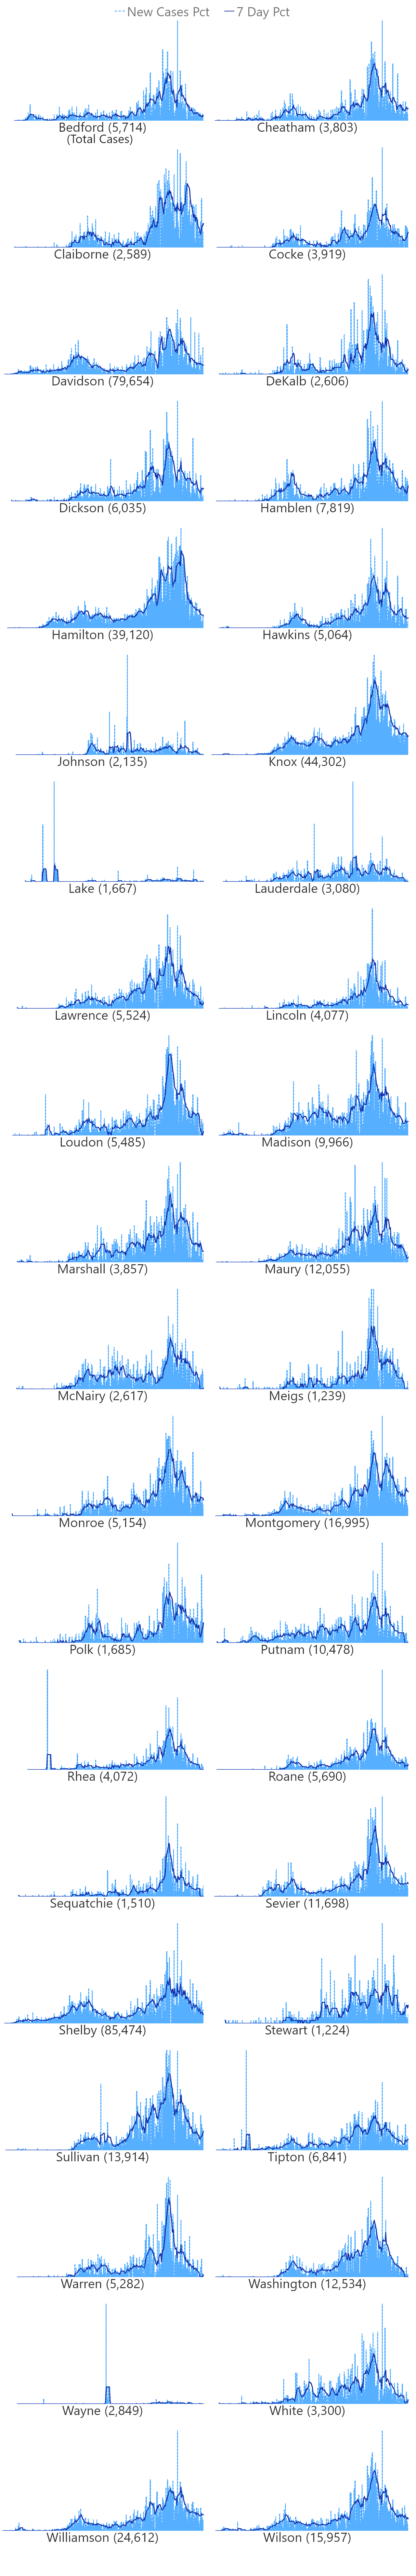 New Cases Pct 7 Day Pct
Bedford (5,714) Cheatham (3,803)
(Total Cases)
Claiborne (2,589) Cocke (3,919)
Davidson (79,654) DeKalb (2,606)
Dickson (6,035) Hamblen (7,819)
Hamilton (39,120) Hawkins (5,064)
Johnson (2,135) Knox (44,302)
Lake (1,667) Lauderdale (3,080)
Lawrence (5,524) Lincoln (4,077)
Loudon (5,485) Madison (9,966)
Marshall (3,857) Maury (12,055)
McNairy (2,617) Meigs (1,239)
Monroe (5,154) Montgomery (16,995)
Polk (1,685) Putnam (10,478)
Rhea (4,072) Roane (5,690)
Sequatchie (1,510) Sevier (11,698)
Shelby (85,474) Stewart (1,224)
Sullivan (13,914) Tipton (6,841)
Warren (5,282) Washington (12,534)
Wayne (2,849) White (3,300)
Williamson (24,612) Wilson (15,957)